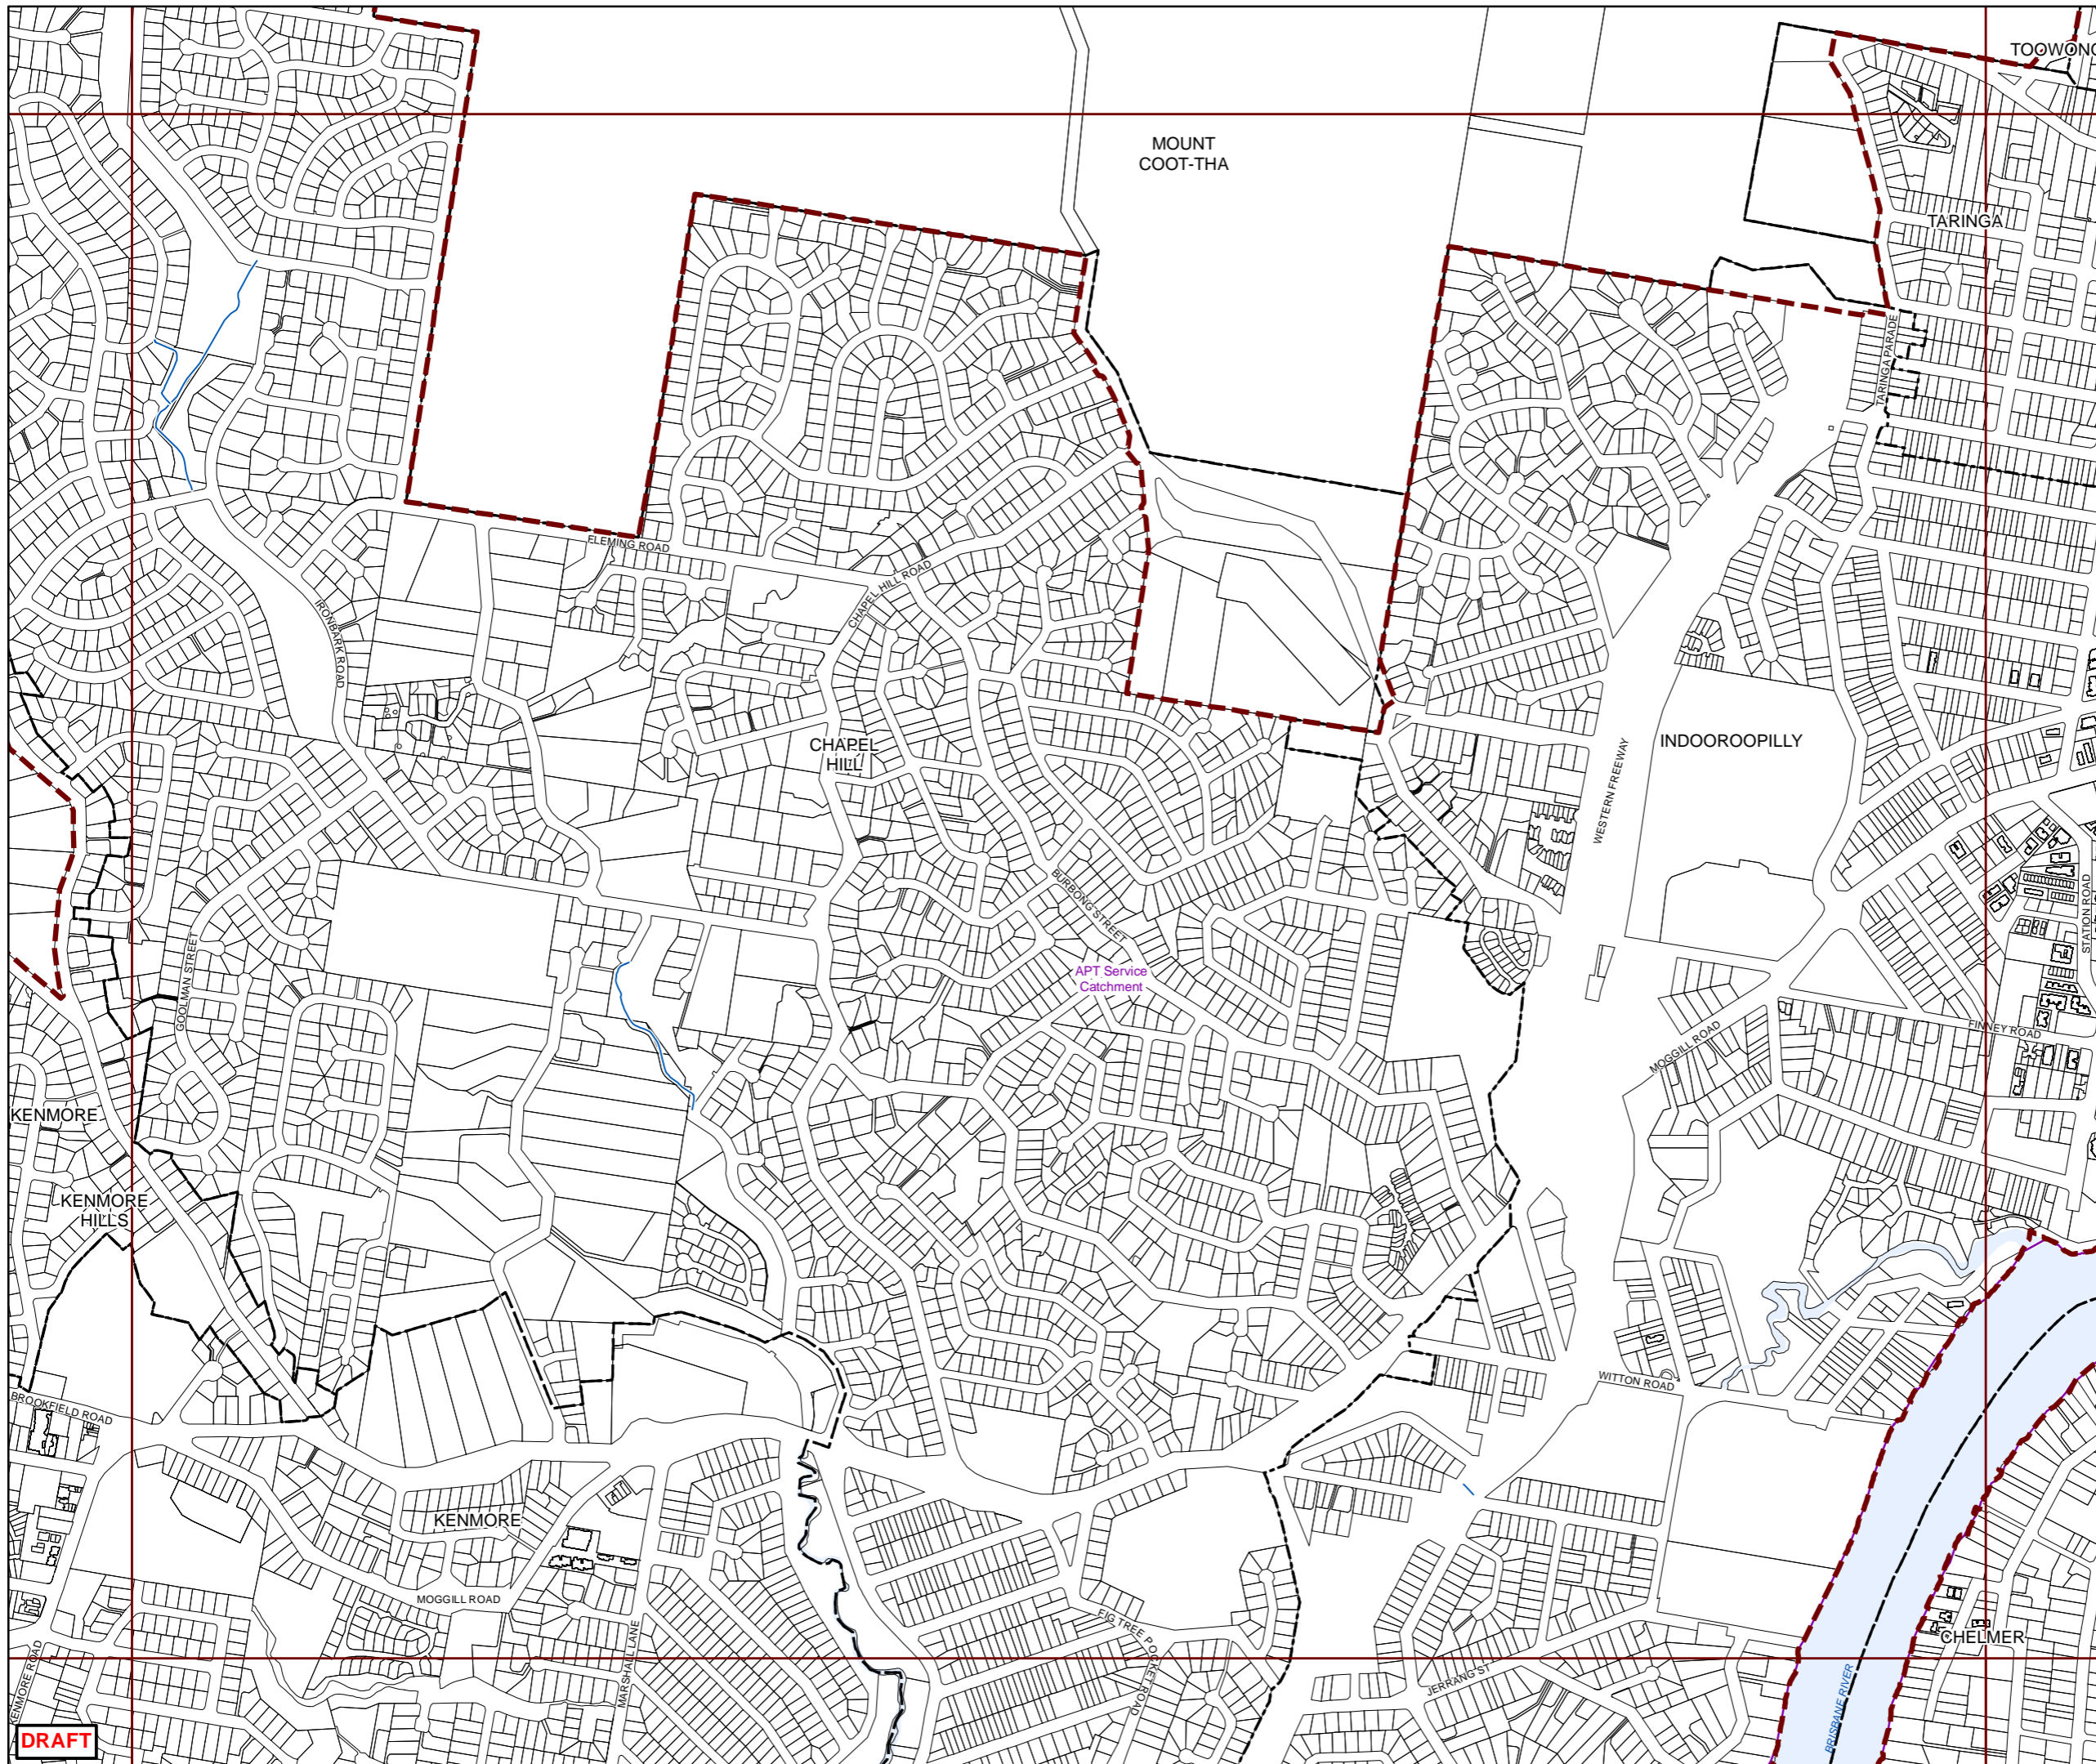 TOOWONG
MOUNT
COOT-THA
TARINGA
TARINGA PARADE
FLEMING ROAD
CHAPEL HILL ROAD
IRONBARK ROAD
CHAPEL
HILL
INDOOROOPILLY
WESTERN FREEWAY
BURBONG STREET
STATION ROAD
GOOLMAN STREET
APT Service
Catchment
FINNEY ROAD
MOGGILL ROAD
KENMORE
KENMORE
HILLS
WITTON ROAD
BROOKFIELD ROAD
KENMORE
MOGGILL ROAD
FIG TREE POCKET ROAD
MARSHALL LANE
CHELMER
KENMORE ROAD
JERRANG ST
BRISBANE RIVER
DRAFT